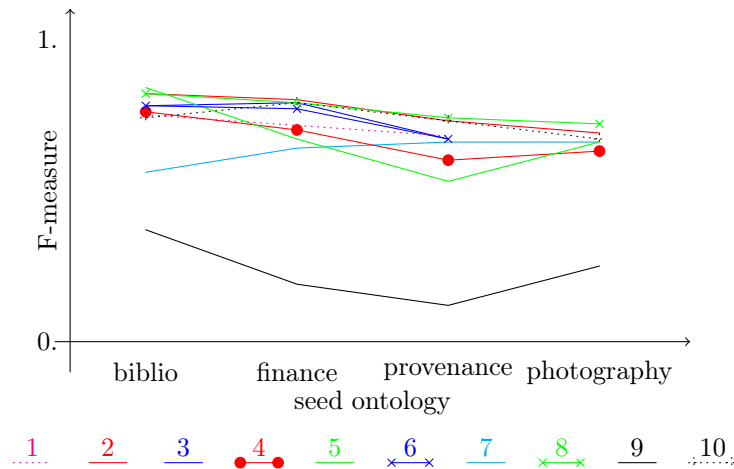 1.
F-measure
0.
biblio finance provenance photography
seed ontology
1 2 3 4 5 6 7 8 9 10